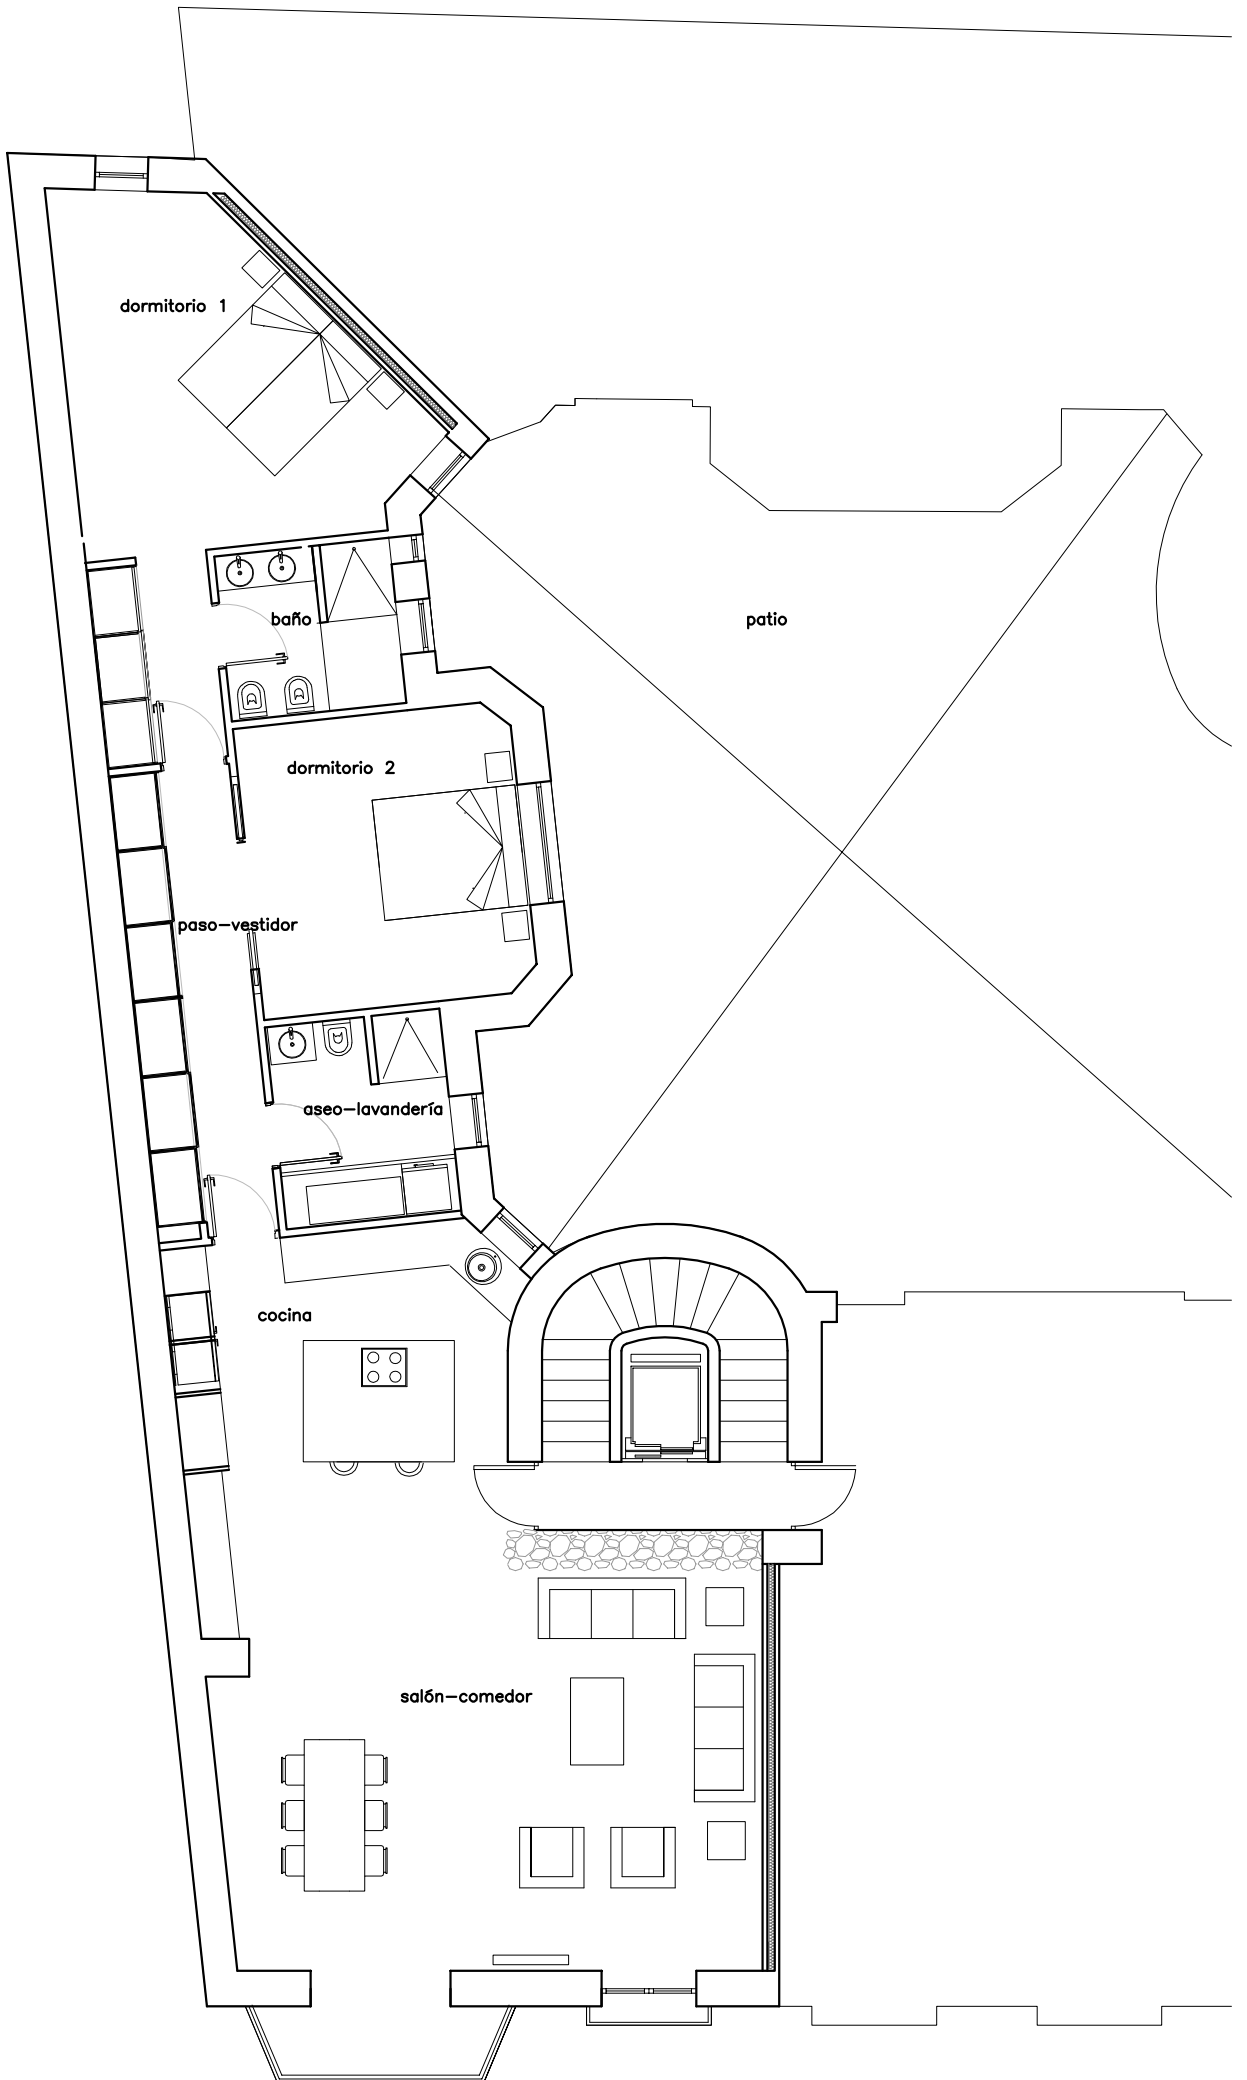 dormitorio 1
baño
patio
dormitorio 2
paso-vestidor
aseo-lavandería
cocina
salón-comedor